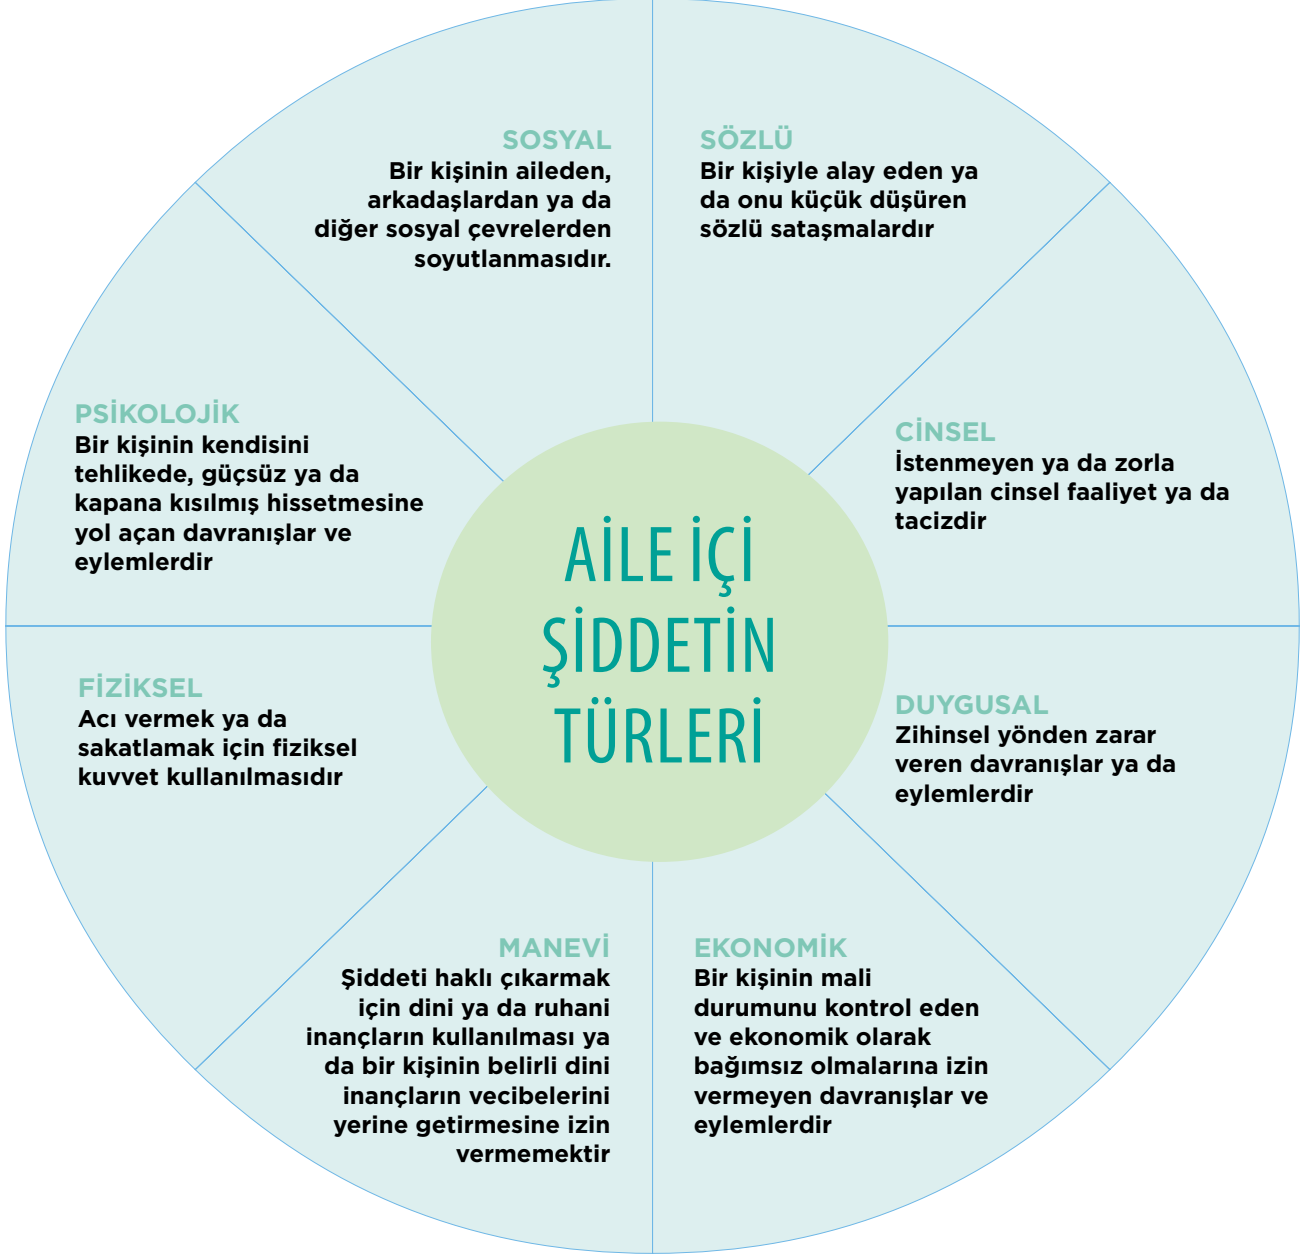 SOSYAL
Bir kişinin aileden,
arkadaşlardan ya da
diğer sosyal çevrelerden
soyutlanmasıdır.
SÖZLÜ
Bir kişiyle alay eden ya
da onu küçük düşüren
sözlü sataşmalardır
PSİKOLOJİK
Bir kişinin kendisini
tehlikede, güçsüz ya da
kapana kısılmış hissetmesine
yol açan davranışlar ve
eylemlerdir
CİNSEL
İstenmeyen ya da zorla
yapılan cinsel faaliyet ya da
tacizdir
AİLE İÇİ
ŞİDDETİN
TÜRLERİ
FİZİKSEL
Acı vermek ya da
sakatlamak için fiziksel
kuvvet kullanılmasıdır
DUYGUSAL
Zihinsel yönden zarar
veren davranışlar ya da
eylemlerdir
MANEVİ
Şiddeti haklı çıkarmak
için dini ya da ruhani
inançların kullanılması ya
da bir kişinin belirli dini
inançların vecibelerini
yerine getirmesine izin
vermemektir
EKONOMİK
Bir kişinin mali
durumunu kontrol eden
ve ekonomik olarak
bağımsız olmalarına izin
vermeyen davranışlar ve
eylemlerdir